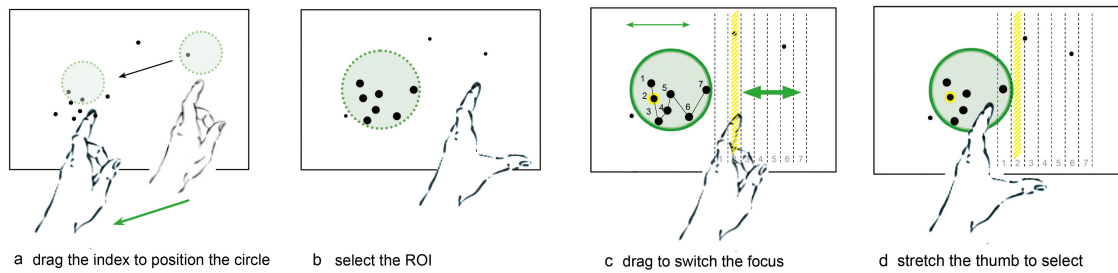 1
2
3
4
5
6
7
1 2 3 4 5 6 7
1 2 3 4 5 6 7
a drag the index to position the circle
b select the ROI
c drag to switch the focus
d stretch the thumb to select